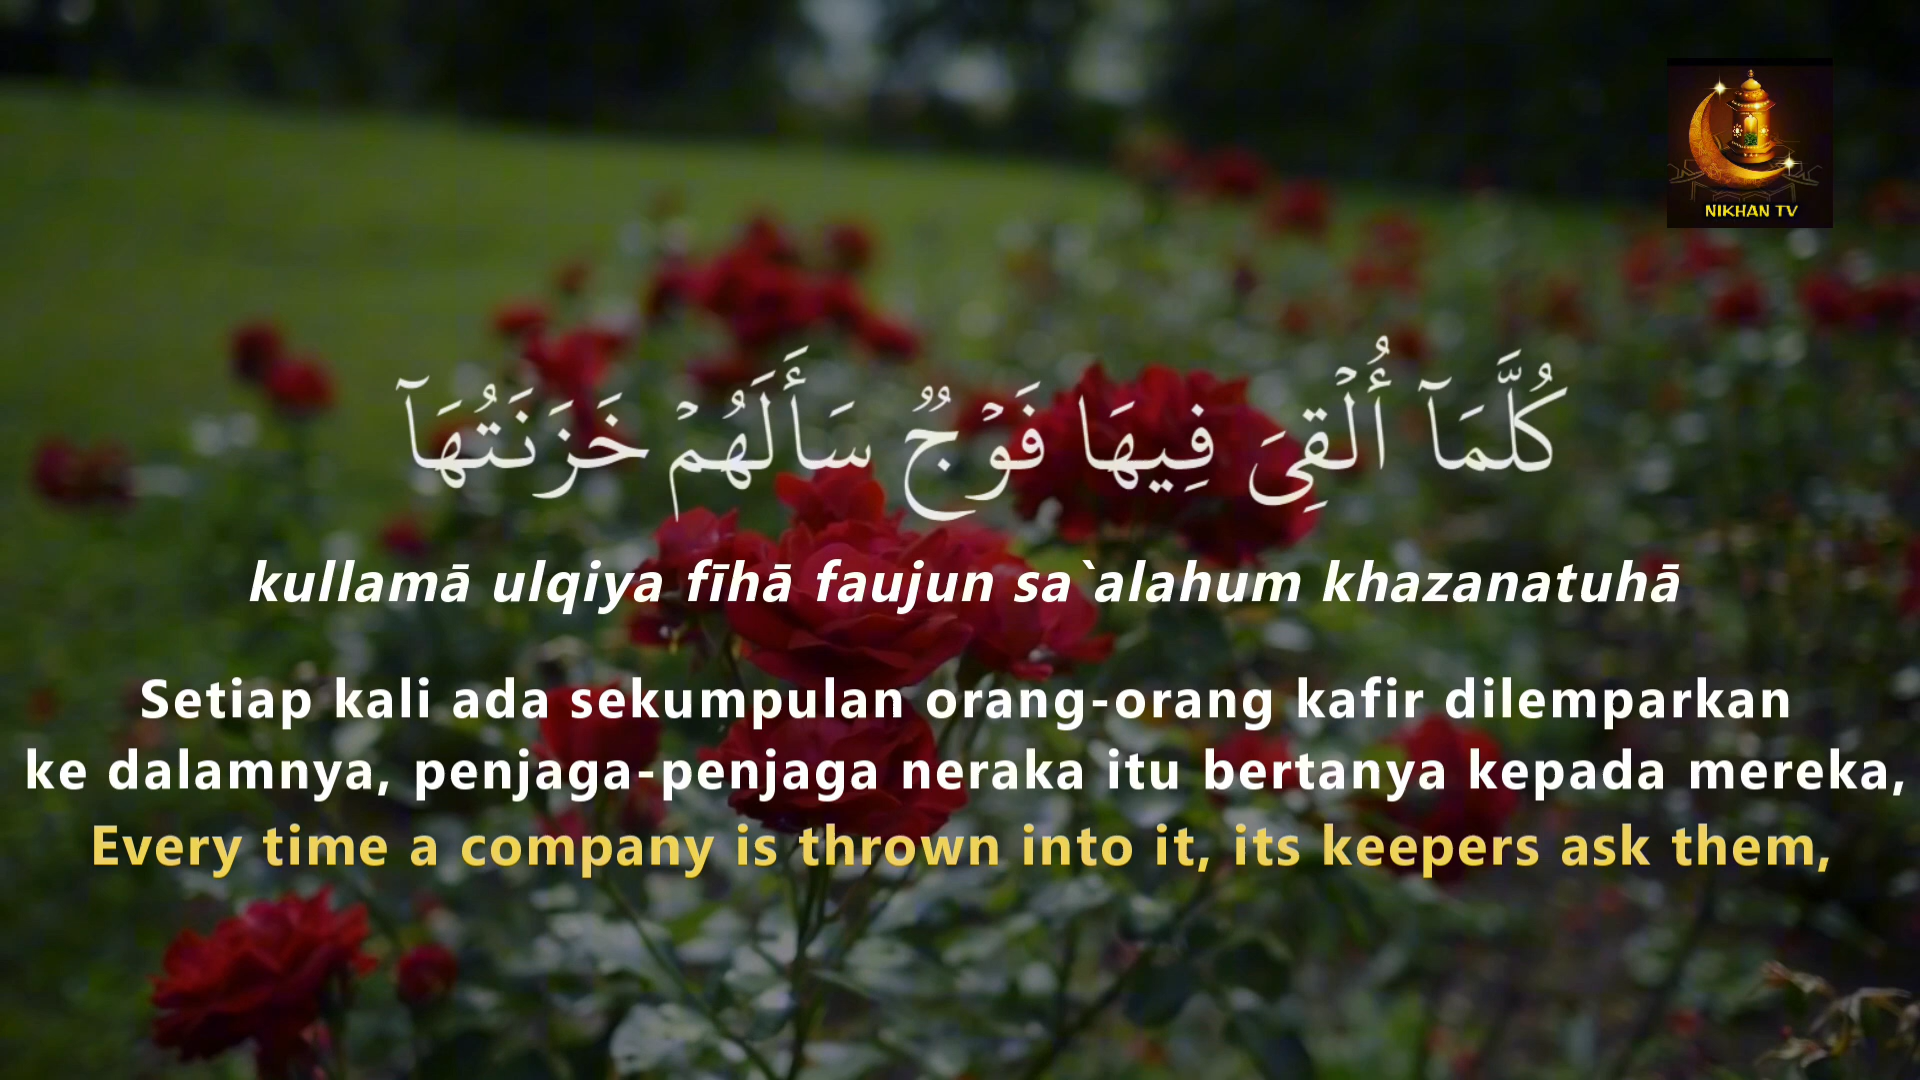 NIKHAN TV
كُلَّمَآ أُلۡقِىَ فِيهَا فَوۡجٌ سَأَلَهُمۡ خَزَنَتُهَآ
kullamā ulqiya fīhā faujun sa`alahum khazanatuhā
Setiap kali ada sekumpulan orang-orang kafir dilemparkan
ke dalamnya, penjaga-penjaga neraka itu bertanya kepada mereka,
Every time a company is thrown into it, its keepers ask them,